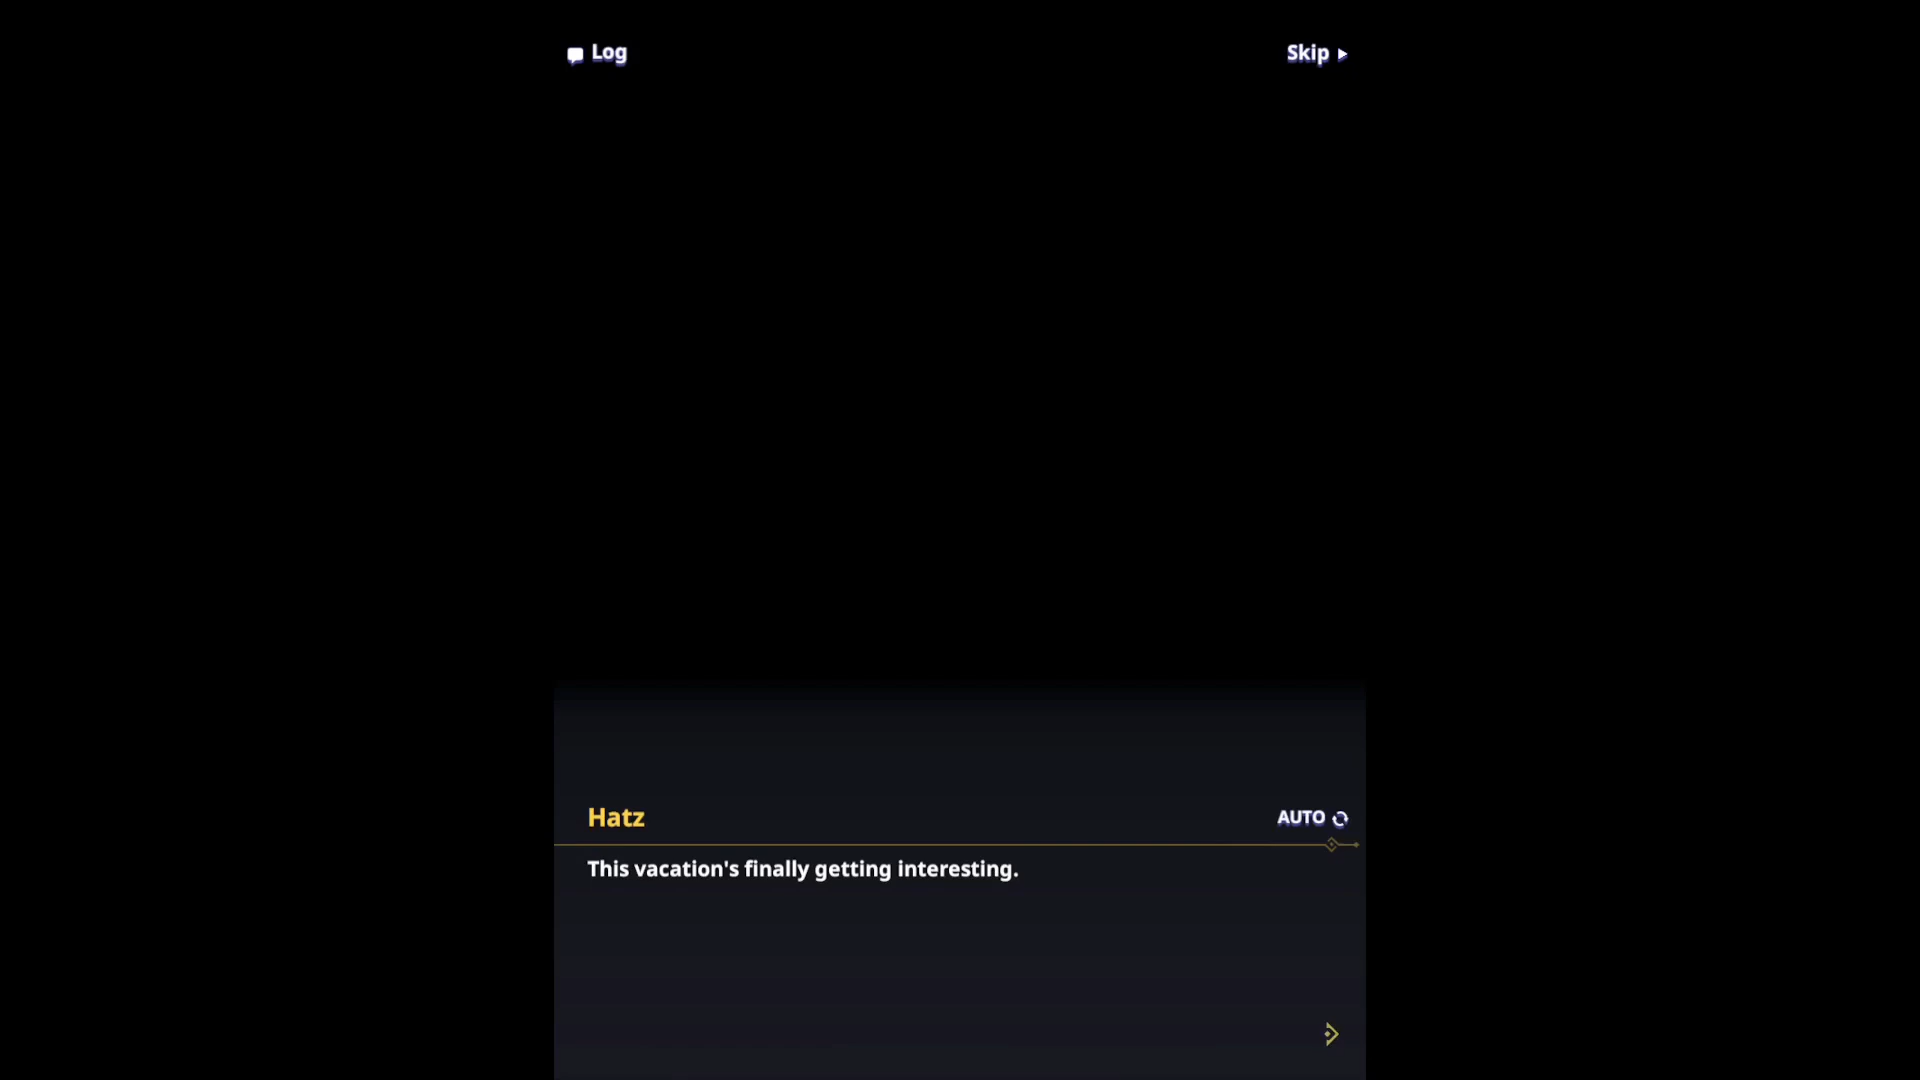 Log
Skip
Hatz
AUTO
This vacation's finally getting interesting.